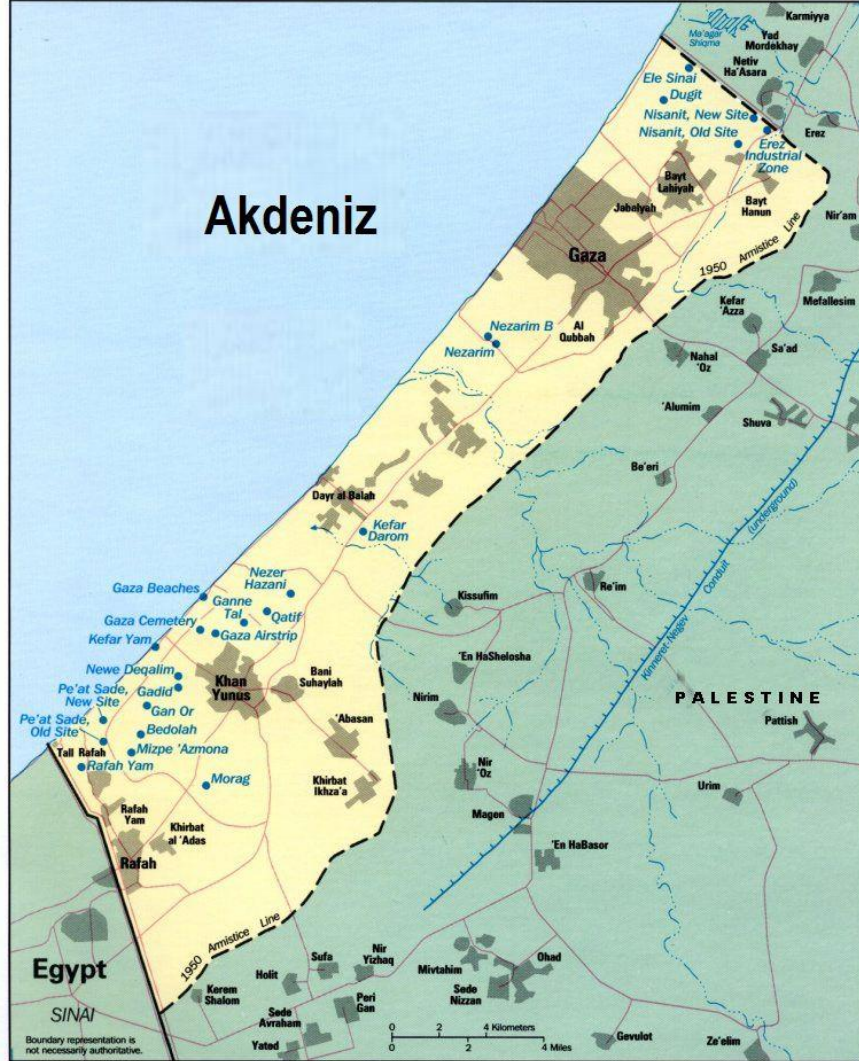 Karmiyya
Ma'agar
Shiqma
Yad
Mordekhay
Netiv
Ha'Asara
Ele Sinai
Dugit
Nisanit, New Site
Nisanit, Old Site
Erez
Erez
Industrial
Zone
Bayt
Lahiyah
Jabalyah
Bayt
Hanun
Nir'am
Akdeniz
Gaza
1950 Armistice Line
Mefallesim
Kefar
'Azza
Nezarim B
Nezarim
Al
Qubbah
Nahal
'Oz
Sa'ad
'Alumim
Shuva
Be'eri
Dayr al Balah
(underground)
Conduit
Kinneret-Negev
Kefar
Darom
Nezer
Hazani
Gaza Beaches
Ganne
Tal
Qatif
Gaza Cemetery
Gaza Airstrip
Kefar Yam
Kissufim
Re'im
'En HaShelosha
Newe Deqalim
Gadid
Khan
Yunus
Bani
Suhaylah
Pe'at Sade,
New Site
Gan Or
Nirim
PALESTINE
Pe'at Sade,
Old Site
Bedolah
'Abasan
Pattish
Tall Rafah
Mizpe 'Azmona
Rafah Yam
Morag
Khirbat
Ikhza'a
Nir
'Oz
Urim
Magen
Rafah
Yam
Khirbat
al 'Adas
Rafah
'En HaBasor
1950 Armistice Line
Egypt
SINAI
Boundary representation is
not necessarily authoritative.
Kerem
Shalom
Holit
Sufa
Nir
Yizhaq
Mivtahim
Ohad
Sede
Nizzan
Sede
Avraham
Peri
Gan
Yated
0 2 4 Kilometers
0 2 4 Miles
Gevulot
Ze'elim